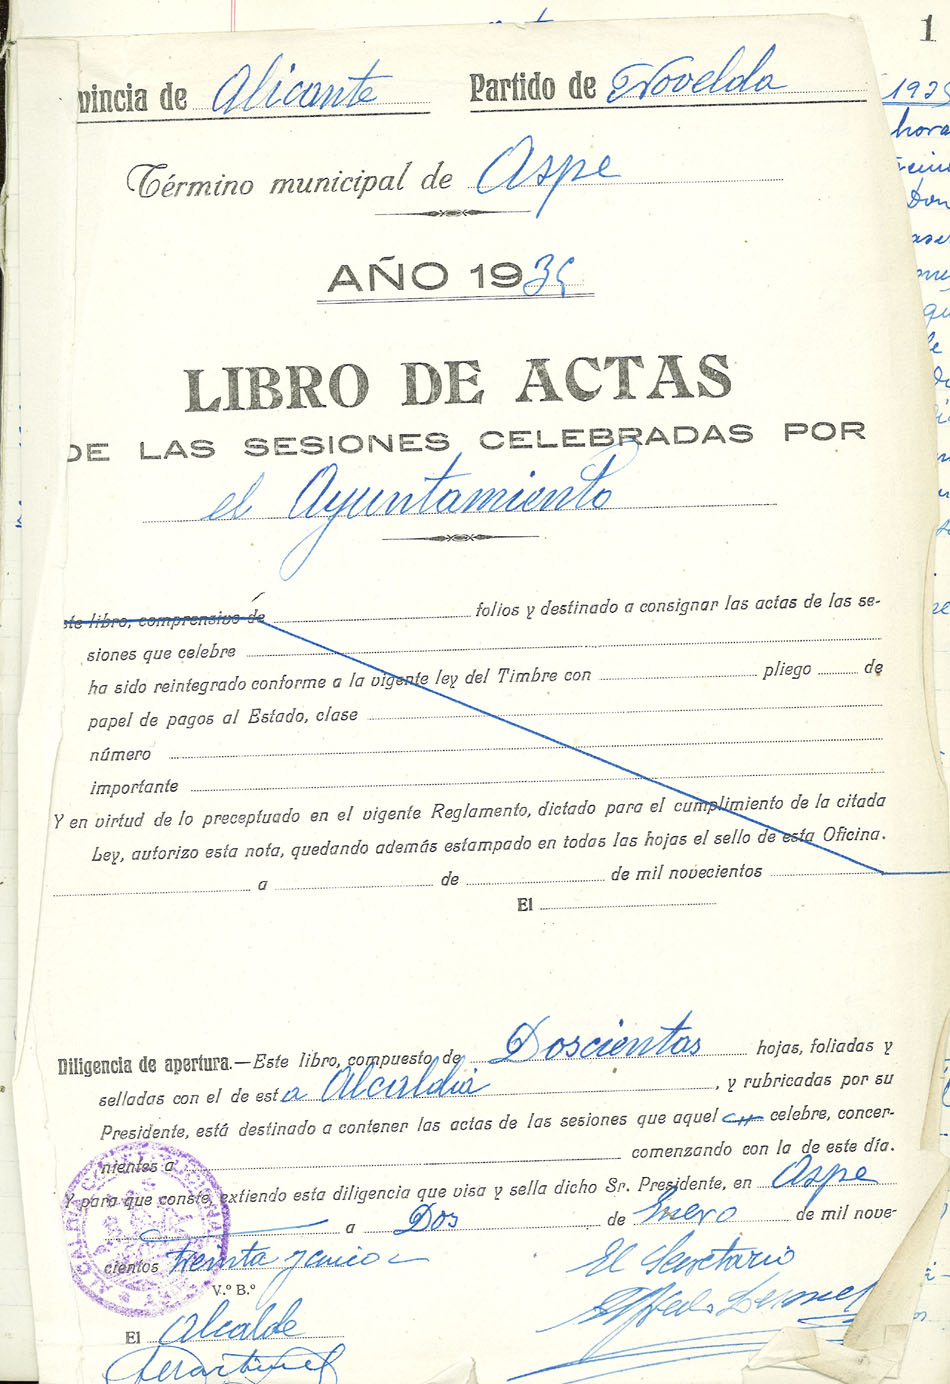 1
vincia de Alicante Partido de Novelda
Término municipal de Aspe
AÑO 1935
LIBRO DE ACTAS
DE LAS SESIONES CELEBRADAS POR
el Ayuntamiento
ste libro, comprensivo de folios y destinado a consignar las actas de las se-
siones que celebre
ha sido reintegrado conforme a la vigente ley del Timbre con pliego de
papel de pagos al Estado, clase
número
importante
Y en virtud de lo preceptuado en el vigente Reglamento, dictado para el cumplimiento de la citada
Ley, autorizo esta nota, quedando además estampado en todas las hojas el sello de esta Oficina.
a de de mil novecientos
El
Diligencia de apertura.—Este libro, compuesto de Doscientas hojas, foliadas y
selladas con el de esta Alcaldia, y rubricadas por su
Presidente, está destinado a contener las actas de las sesiones que aquel celebre, concer-
nientes a comenzando con la de este día.
Y para que conste, extiendo esta diligencia que visa y sella dicho Sr. Presidente, en Aspe
a Dos de Enero de mil nove-
cientos treinta y cinco
El Secretario
V.º B.º
El Alcalde